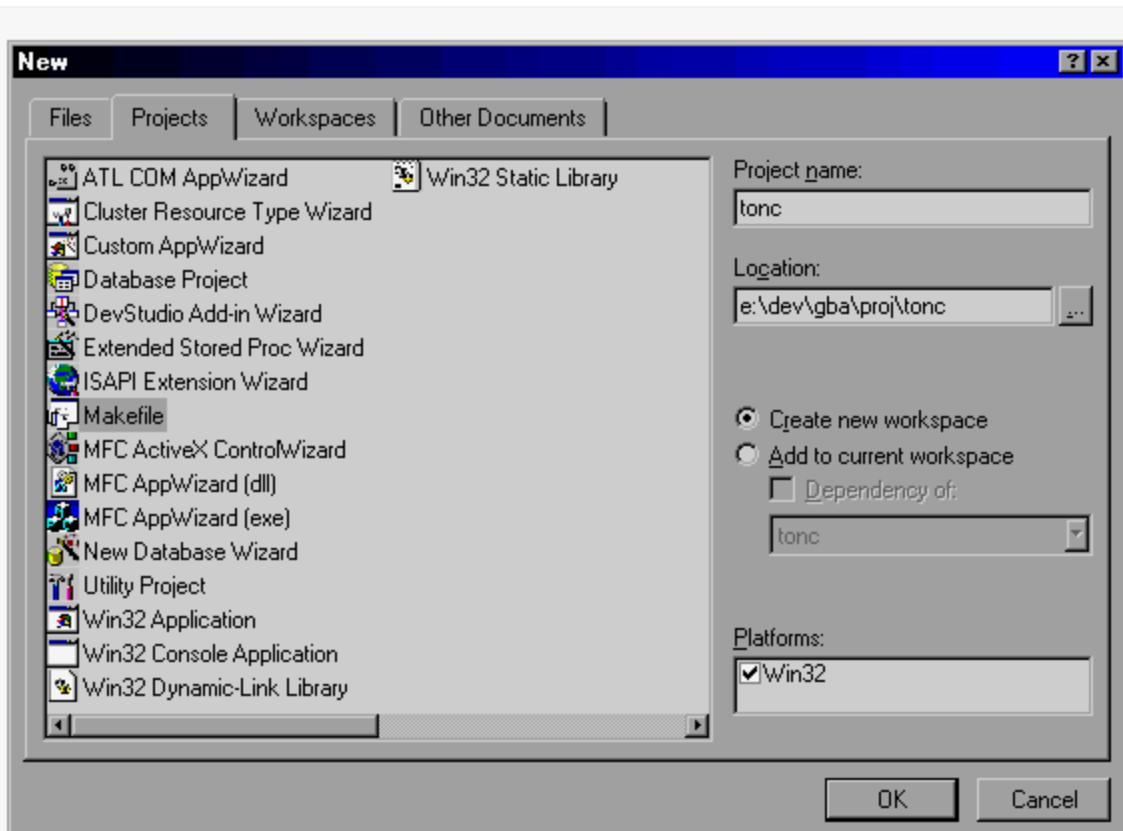 New
Files
Projects
Workspaces
Other Documents
ATL COM AppWizard
Cluster Resource Type Wizard
Custom AppWizard
Database Project
DevStudio Add-in Wizard
Extended Stored Proc Wizard
ISAPI Extension Wizard
Makefile
MFC ActiveX ControlWizard
MFC AppWizard (dll)
MFC AppWizard (exe)
New Database Wizard
Utility Project
Win32 Application
Win32 Console Application
Win32 Dynamic-Link Library
Win32 Static Library
Project name:
tonc
Location:
e:\dev\gba\proj\tonc
...
Create new workspace
Add to current workspace
Dependency of:
tonc
Platforms:
Win32
OK
Cancel